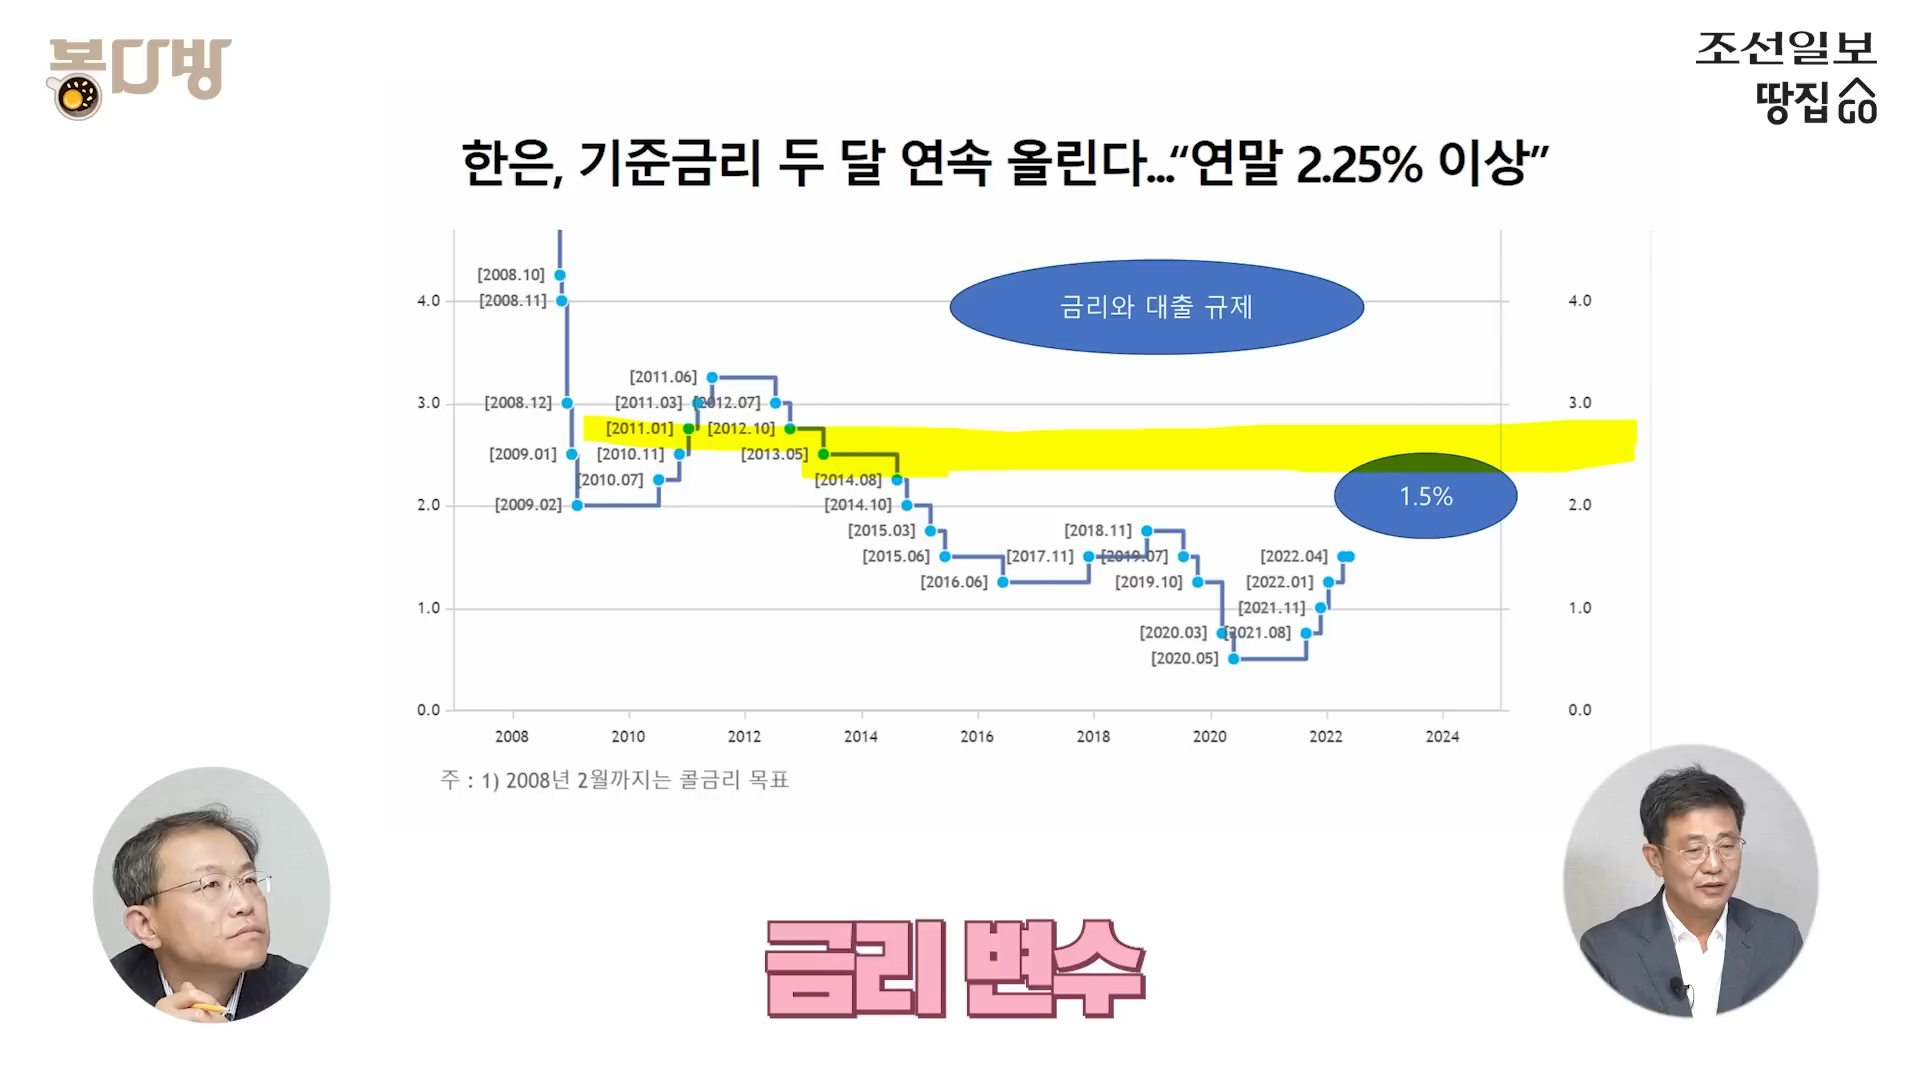 봉다방
조선일보
땅집GO
한은, 기준금리 두 달 연속 올린다...“연말 2.25% 이상”
[2008.10]
금리와 대출 규제
4.0 [2008.11] 4.0
[2011.06]
3.0 [2008.12] [2011.03] [2012.07] 3.0
[2011.01] [2012.10]
[2009.01] [2010.11] [2013.05]
[2010.07] [2014.08]
1.5%
2.0 [2009.02] [2014.10] 2.0
[2015.03] [2018.11]
[2015.06] [2017.11] [2019.07] [2022.04]
[2016.06] [2019.10] [2022.01]
1.0 [2021.11] 1.0
[2020.03] [2021.08]
[2020.05]
0.0 0.0
2008 2010 2012 2014 2016 2018 2020 2022 2024
주 : 1) 2008년 2월까지는 콜금리 목표
금리 변수